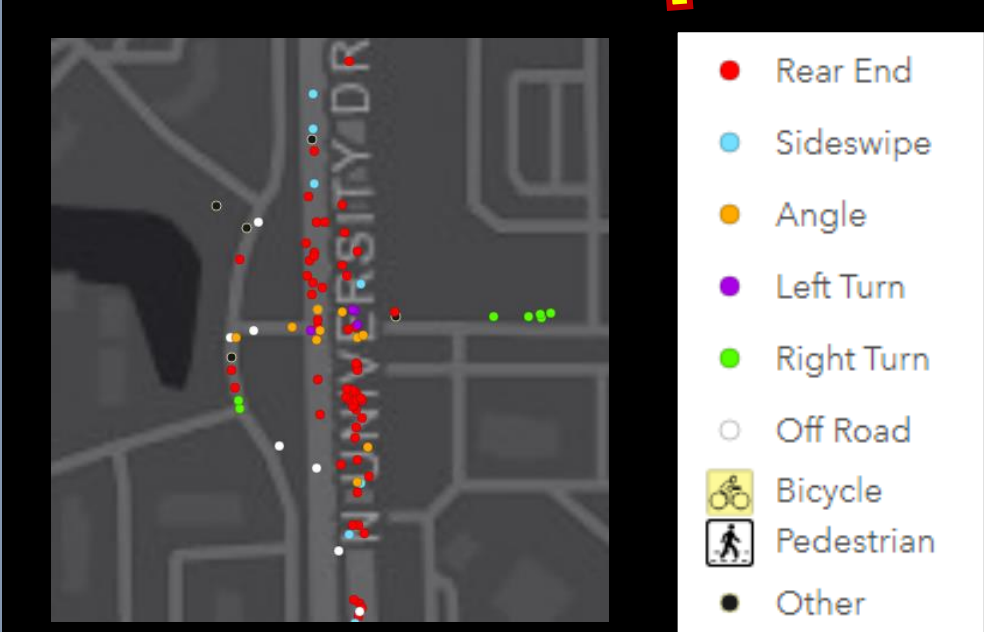 N UNIVERSITY DR
Rear End
Sideswipe
Angle
Left Turn
Right Turn
Off Road
Bicycle
Pedestrian
Other